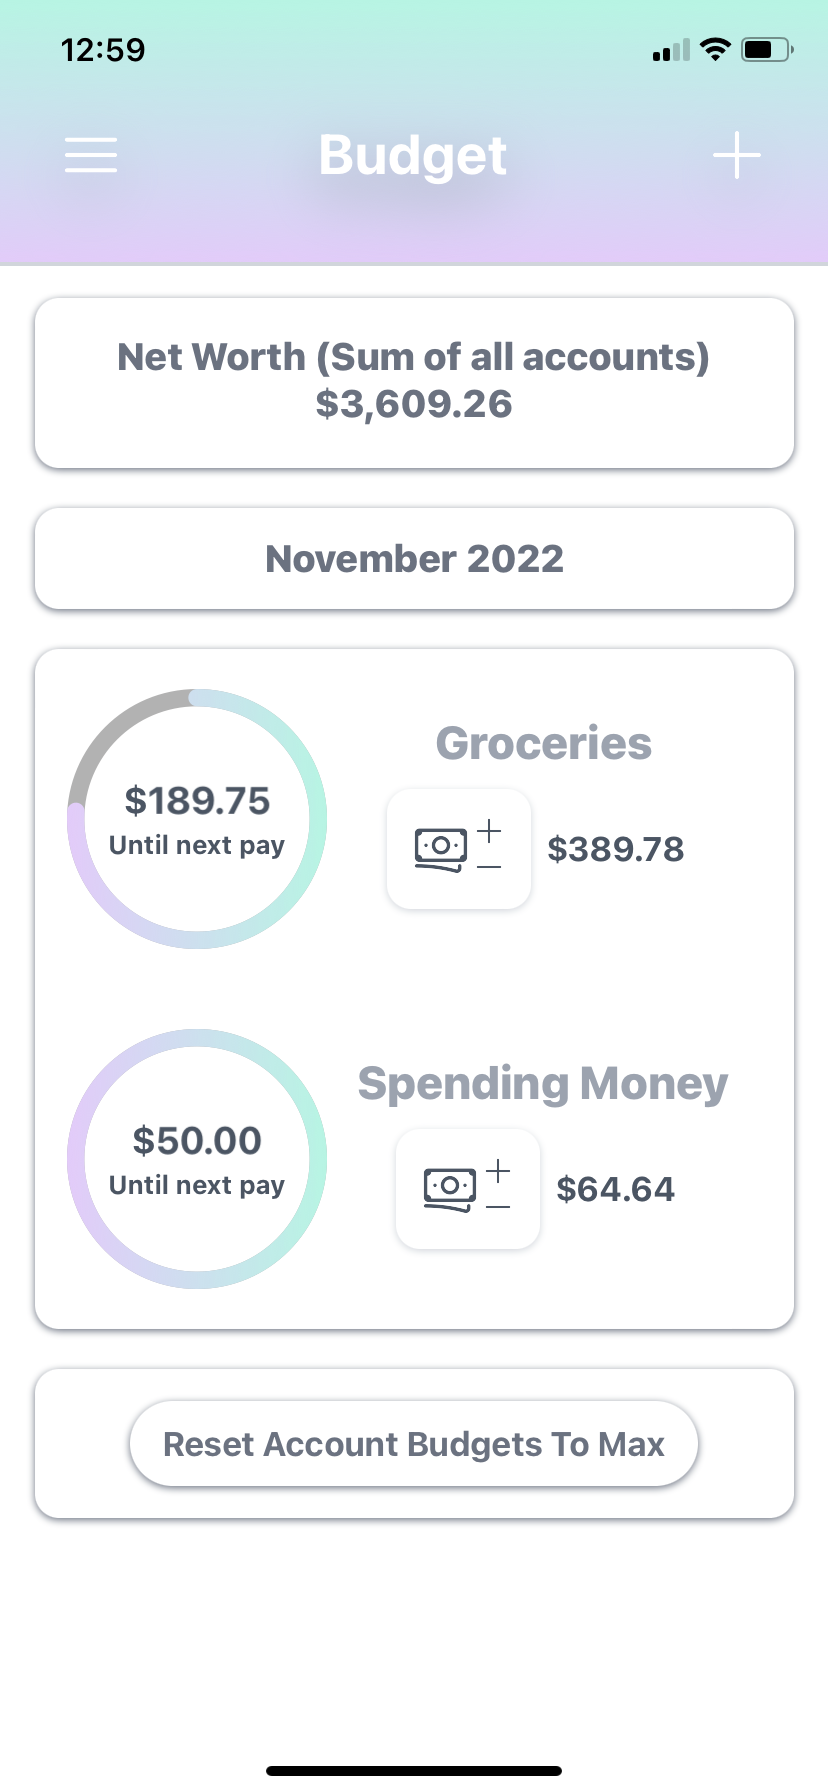 12:59
Budget
Net Worth (Sum of all accounts)
$3,609.26
November 2022
$189.75
Until next pay
Groceries
$389.78
$50.00
Until next pay
Spending Money
$64.64
Reset Account Budgets To Max